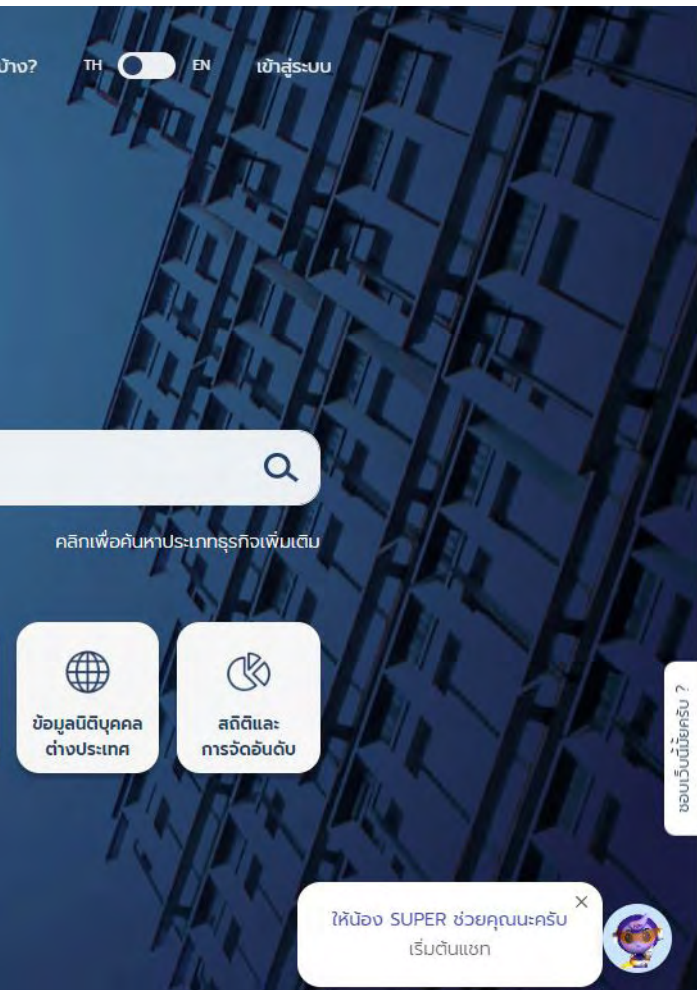 บ้าง?
TH
EN
เข้าสู่ระบบ
คลิกเพื่อค้นหาประเภทธุรกิจเพิ่มเติม
ข้อมูลนิติบุคคล
ต่างประเทศ
สถิติและ
การจัดอันดับ
ชอบเว็บนี้มั้ยครับ ?
ให้น้อง SUPER ช่วยคุณนะครับ
เริ่มต้นแชท